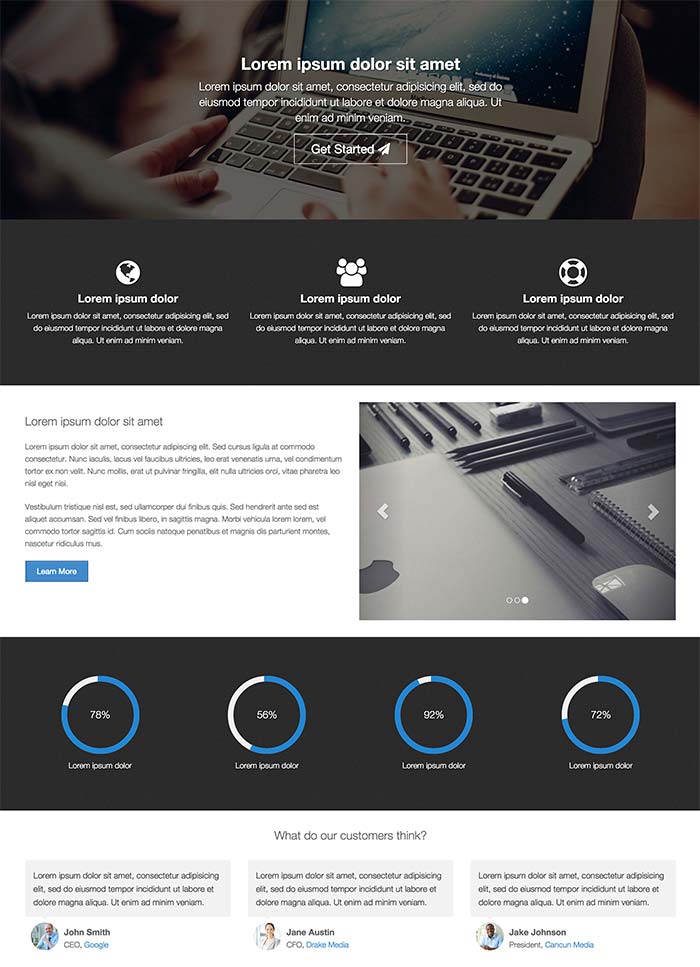 Lorem ipsum dolor sit amet
Lorem ipsum dolor sit amet, consectetur adipisicing elit, sed do
eiusmod tempor incididunt ut labore et dolore magna aliqua. Ut
enim ad minim veniam.
Get Started
Lorem ipsum dolor
Lorem ipsum dolor sit amet, consectetur adipisicing elit, sed
do eiusmod tempor incididunt ut labore et dolore magna
aliqua. Ut enim ad minim veniam.
Lorem ipsum dolor
Lorem ipsum dolor sit amet, consectetur adipisicing elit, sed
do eiusmod tempor incididunt ut labore et dolore magna
aliqua. Ut enim ad minim veniam.
Lorem ipsum dolor
Lorem ipsum dolor sit amet, consectetur adipisicing elit, sed
do eiusmod tempor incididunt ut labore et dolore magna
aliqua. Ut enim ad minim veniam.
Lorem ipsum dolor sit amet
Lorem ipsum dolor sit amet, consectetur adipiscing elit. Sed cursus ligula at commodo
consectetur. Nunc iaculis, lacus vel faucibus ultricies, leo erat venenatis urna, vel condimentum
tortor ex non velit. Nunc mollis, erat ut pulvinar fringilla, elit nulla ultricies orci, vitae pharetra leo
nisl eget nisi.
Vestibulum tristique nisl est, sed ullamcorper dui finibus quis. Sed hendrerit ante sed est
aliquet accumsan. Sed vel finibus libero, in sagittis magna. Morbi vehicula lorem lorem, vel
commodo tortor sagittis id. Cum sociis natoque penatibus et magnis dis parturient montes,
nascetur ridiculus mus.
Learn More
78%
Lorem ipsum dolor
56%
Lorem ipsum dolor
92%
Lorem ipsum dolor
72%
Lorem ipsum dolor
What do our customers think?
Lorem ipsum dolor sit amet, consectetur adipisicing
elit, sed do eiusmod tempor incididunt ut labore et
dolore magna aliqua. Ut enim ad minim veniam.
John Smith
CEO, Google
Lorem ipsum dolor sit amet, consectetur adipisicing
elit, sed do eiusmod tempor incididunt ut labore et
dolore magna aliqua. Ut enim ad minim veniam.
Jane Austin
CFO, Drake Media
Lorem ipsum dolor sit amet, consectetur adipisicing
elit, sed do eiusmod tempor incididunt ut labore et
dolore magna aliqua. Ut enim ad minim veniam.
Jake Johnson
President, Cancun Media